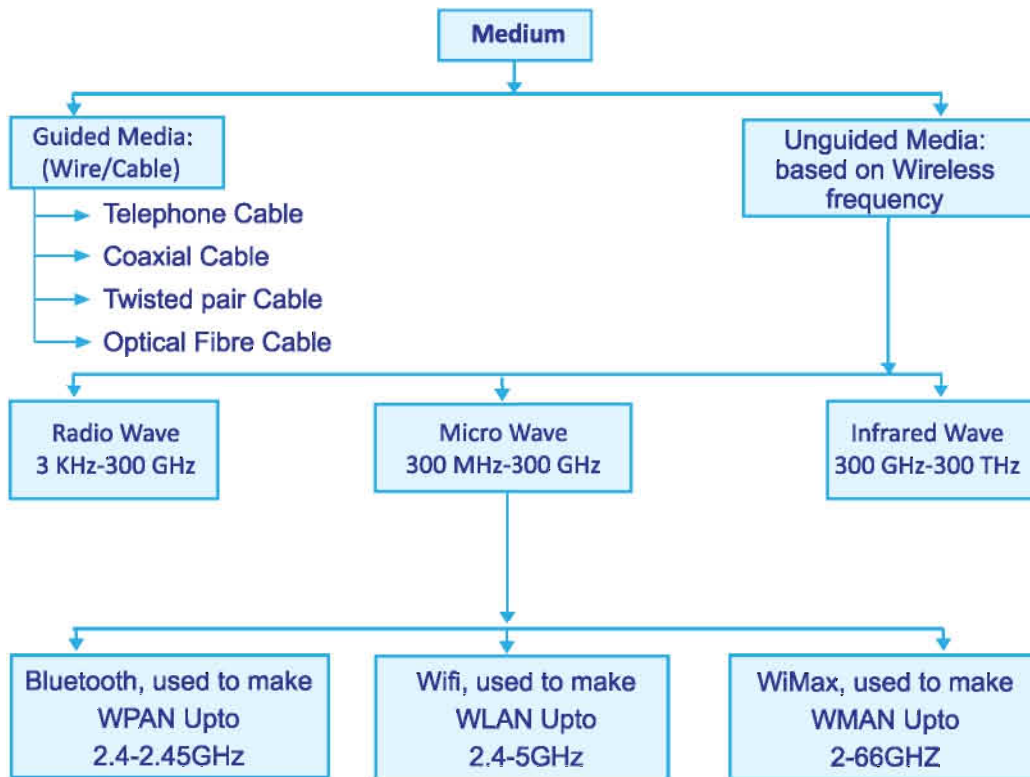 Medium
Guided Media:
(Wire/Cable)
Telephone Cable
Coaxial Cable
Twisted pair Cable
Optical Fibre Cable
Unguided Media:
based on Wireless
frequency
Radio Wave
3 KHz-300 GHz
Micro Wave
300 MHz-300 GHz
Infrared Wave
300 GHz-300 THz
Bluetooth, used to make
WPAN Upto
2.4-2.45GHz
Wifi, used to make
WLAN Upto
2.4-5GHz
WiMax, used to make
WMAN Upto
2-66GHZ